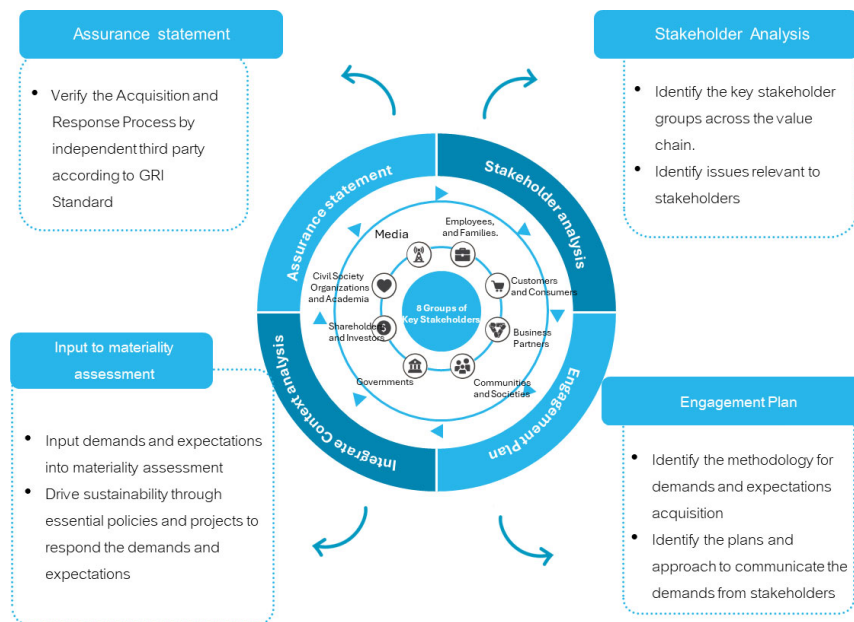 Assurance statement
• Verify the Acquisition and
Response Process by
independent third party
according to GRI
Standard
Stakeholder Analysis
• Identify the key stakeholder
groups across the value
chain.
• Identify issues relevant to
stakeholders
Assurance statement
Stakeholder analysis
Engagement Plan
Integrate Context analysis
Media
Employees,
and Families.
Customers
and Consumers
Business
Partners
Communities
and Societies
Governments
Shareholders
and Investors
Civil Society
Organizations
and Academia
8 Groups of
Key Stakeholders
Input to materiality
assessment
• Input demands and expectations
into materiality assessment
• Drive sustainability through
essential policies and projects to
respond the demands and
expectations
Engagement Plan
• Identify the methodology for
demands and expectations
acquisition
• Identify the plans and
approach to communicate the
demands from stakeholders